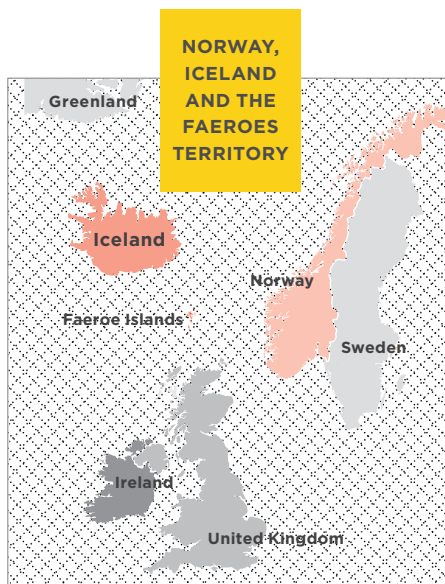 NORWAY,
ICELAND
AND THE
FAEROES
TERRITORY
Greenland
Iceland
Norway
Faeroe Islands
Sweden
Ireland
United Kingdom